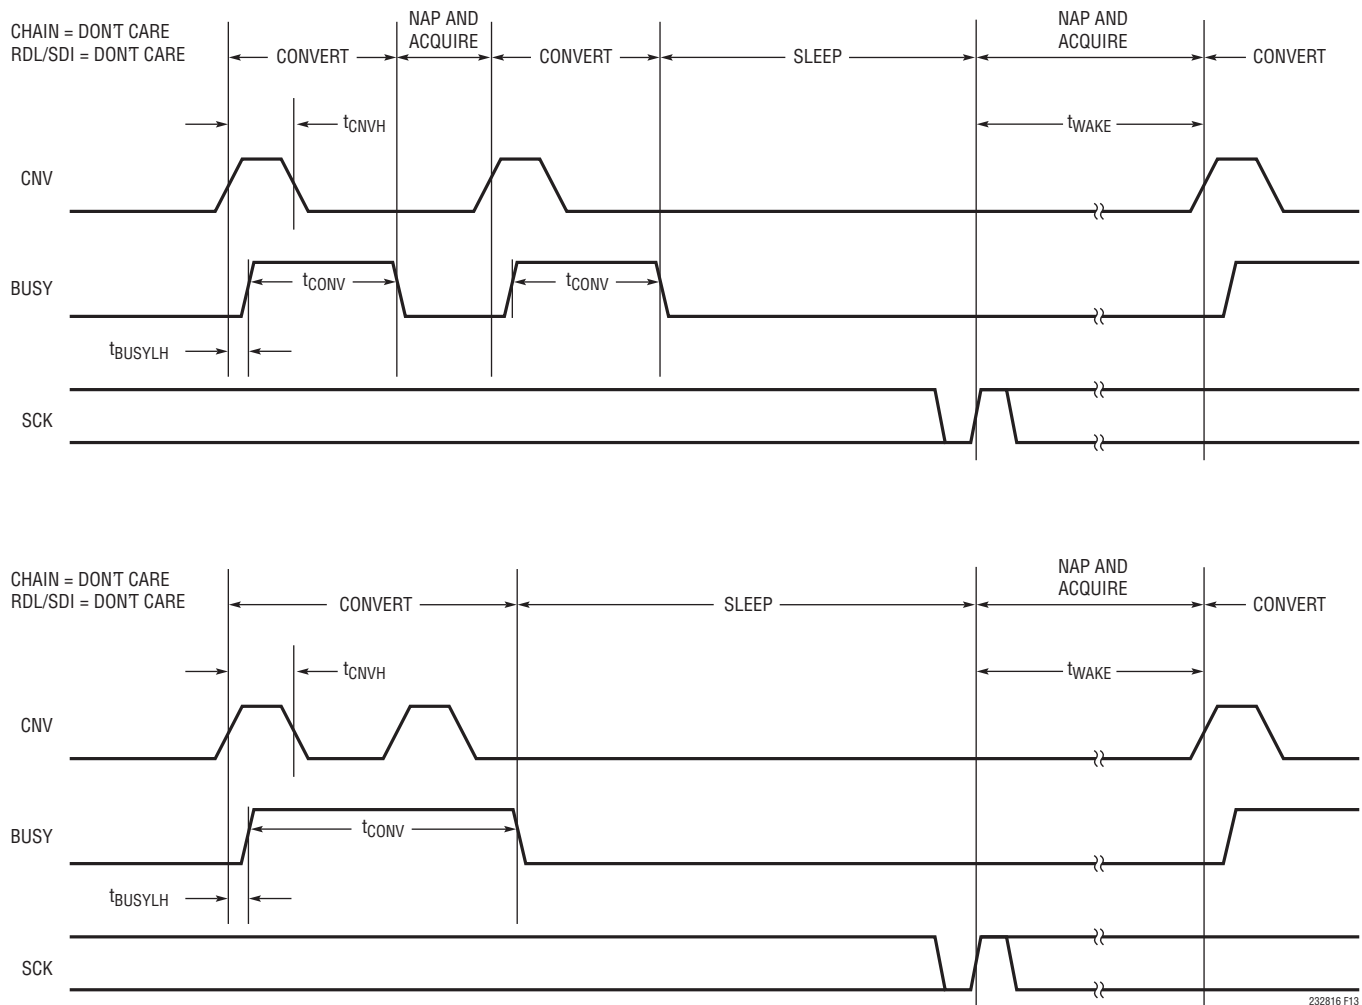 CHAIN = DON'T CARE
RDL/SDI = DON'T CARE
CONVERT
NAP AND
ACQUIRE
CONVERT
SLEEP
NAP AND
ACQUIRE
CONVERT
tCNVH
tWAKE
CNV
BUSY
tCONV
tCONV
tBUSYLH
SCK
CHAIN = DON'T CARE
RDL/SDI = DON'T CARE
CONVERT
SLEEP
NAP AND
ACQUIRE
CONVERT
tCNVH
tWAKE
CNV
BUSY
tCONV
tBUSYLH
SCK
232816 F13